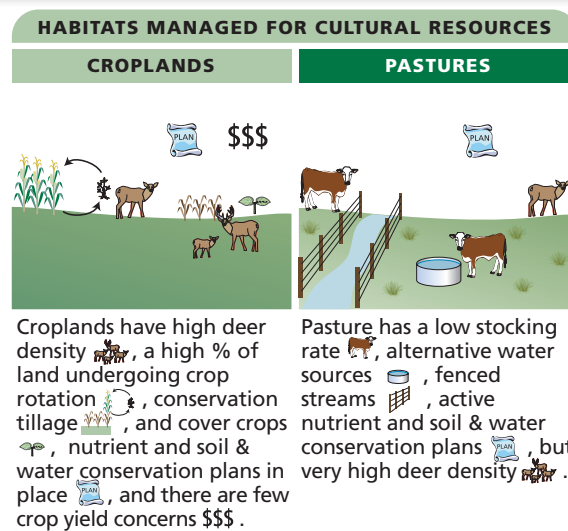 HABITATS MANAGED FOR CULTURAL RESOURCES
CROPLANDS
PASTURES
PLAN
$$$
PLAN
Croplands have high deer
density , a high % of
land undergoing crop
rotation , conservation
tillage , and cover crops
, nutrient and soil &
water conservation plans in
place PLAN , and there are few
crop yield concerns $$$ .
Pasture has a low stocking
rate , alternative water
sources , fenced
streams , active
nutrient and soil & water
conservation plans PLAN , but
very high deer density .